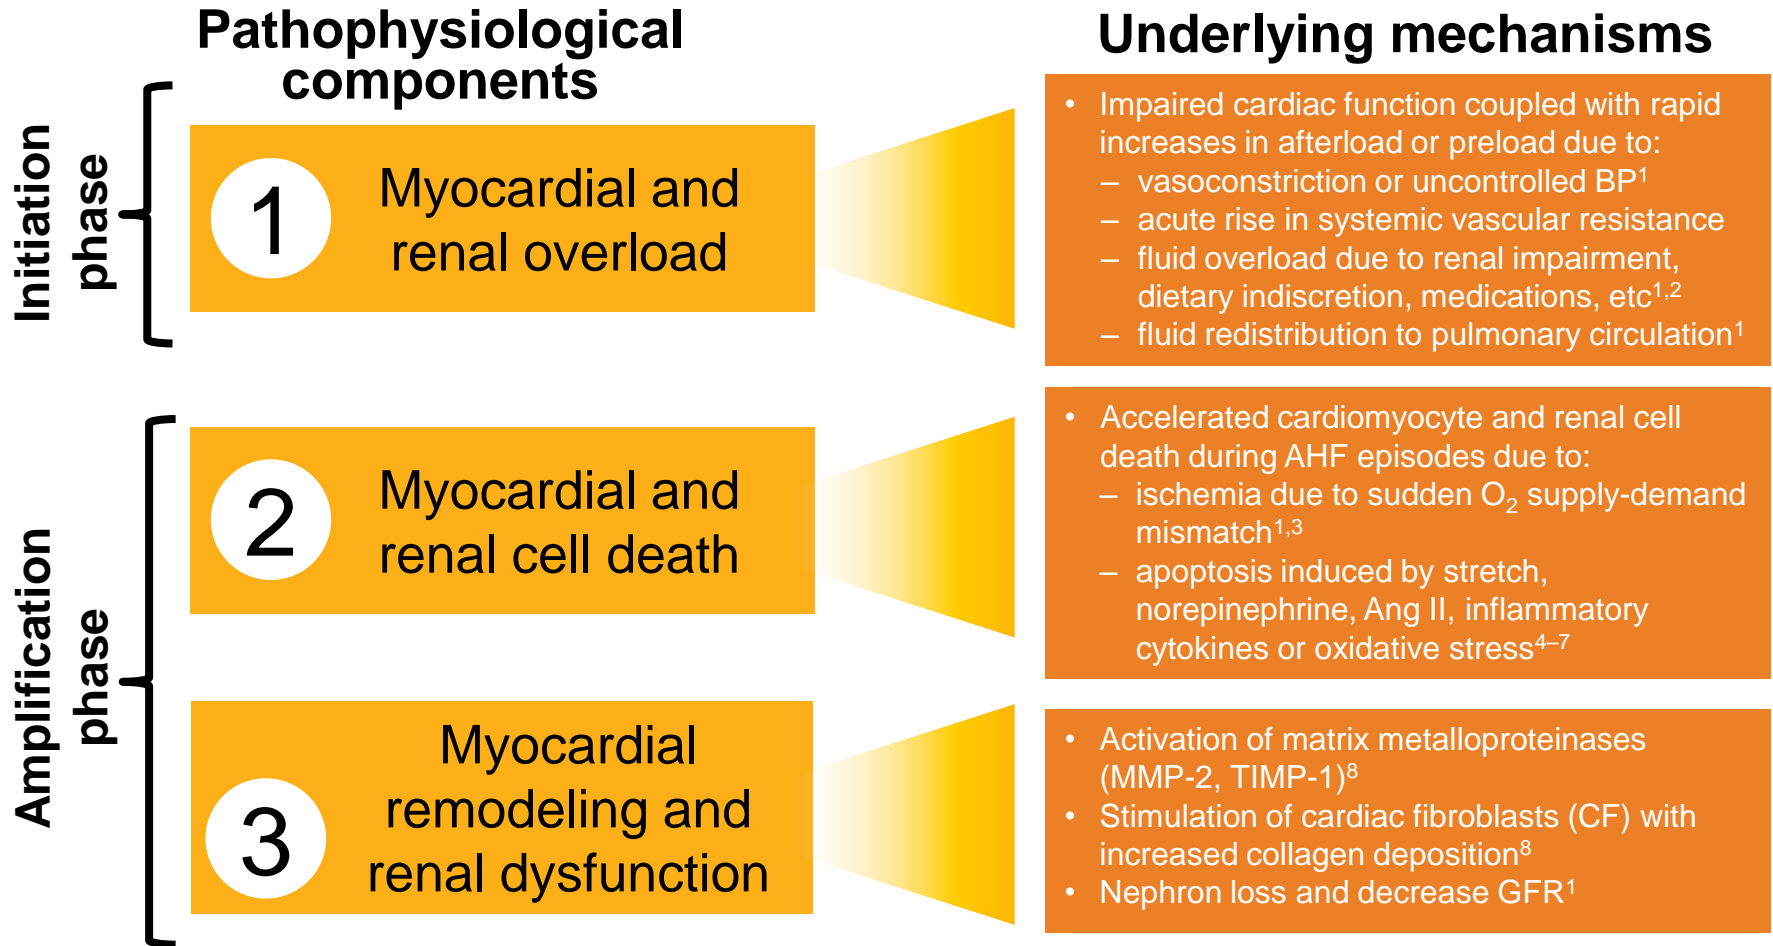 Pathophysiological
components
Underlying mechanisms
Initiation
phase
1
Myocardial and
renal overload
• Impaired cardiac function coupled with rapid
increases in afterload or preload due to:
– vasoconstriction or uncontrolled BP1
– acute rise in systemic vascular resistance
– fluid overload due to renal impairment,
dietary indiscretion, medications, etc1,2
– fluid redistribution to pulmonary circulation1
Amplification
phase
2
Myocardial and
renal cell death
• Accelerated cardiomyocyte and renal cell
death during AHF episodes due to:
– ischemia due to sudden O2 supply-demand
mismatch1,3
– apoptosis induced by stretch,
norepinephrine, Ang II, inflammatory
cytokines or oxidative stress4–7
3
Myocardial
remodeling and
renal dysfunction
• Activation of matrix metalloproteinases
(MMP-2, TIMP-1)8
• Stimulation of cardiac fibroblasts (CF) with
increased collagen deposition8
• Nephron loss and decrease GFR1